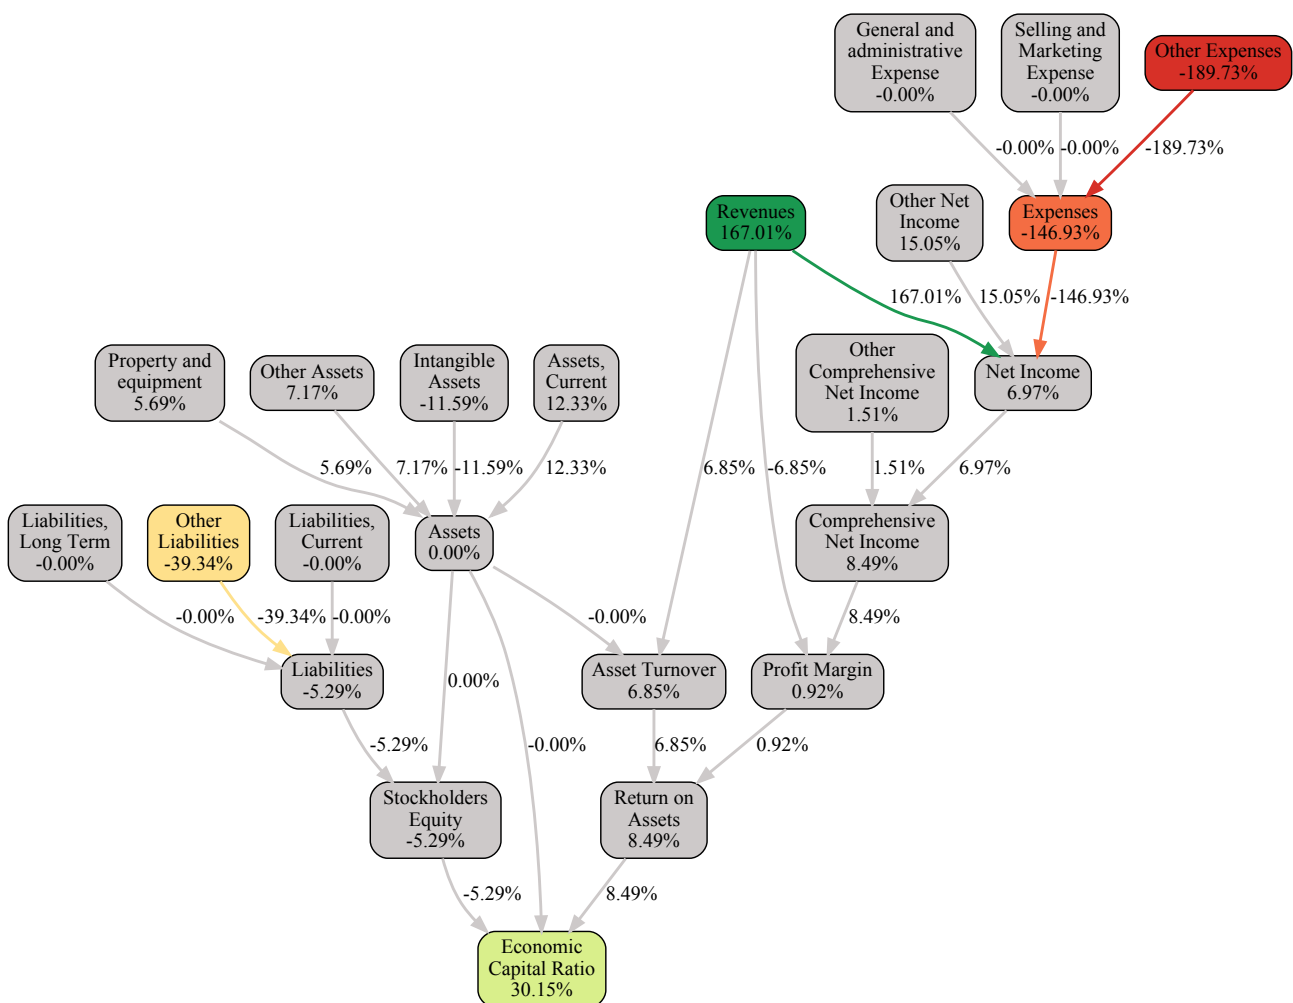 General and
administrative
Expense
-0.00%
Selling and
Marketing
Expense
-0.00%
Other Expenses
-189.73%
-0.00%
-0.00%
-189.73%
Revenues
167.01%
Other Net
Income
15.05%
Expenses
-146.93%
167.01%
15.05%
-146.93%
Property and
equipment
5.69%
Other Assets
7.17%
Intangible
Assets
-11.59%
Assets,
Current
12.33%
Other
Comprehensive
Net Income
1.51%
Net Income
6.97%
5.69%
7.17%
-11.59%
12.33%
6.85%
-6.85%
1.51%
6.97%
Liabilities,
Long Term
-0.00%
Other
Liabilities
-39.34%
Liabilities,
Current
-0.00%
Assets
0.00%
Comprehensive
Net Income
8.49%
-0.00%
-39.34%
-0.00%
-0.00%
8.49%
Liabilities
-5.29%
0.00%
Asset Turnover
6.85%
Profit Margin
0.92%
-5.29%
-0.00%
6.85%
0.92%
Stockholders
Equity
-5.29%
Return on
Assets
8.49%
-5.29%
8.49%
Economic
Capital Ratio
30.15%